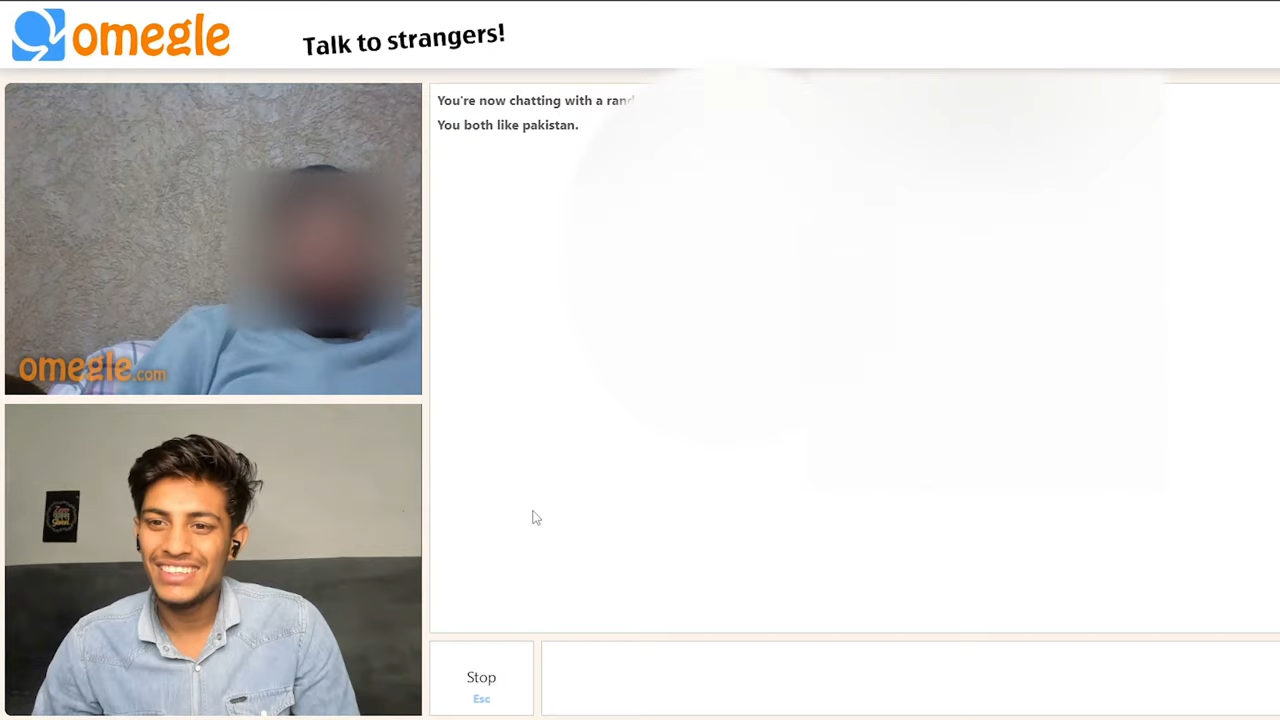 omegle
Talk to strangers!
You're now chatting with a
You both like pakistan.
omegle.com
Stop
Esc